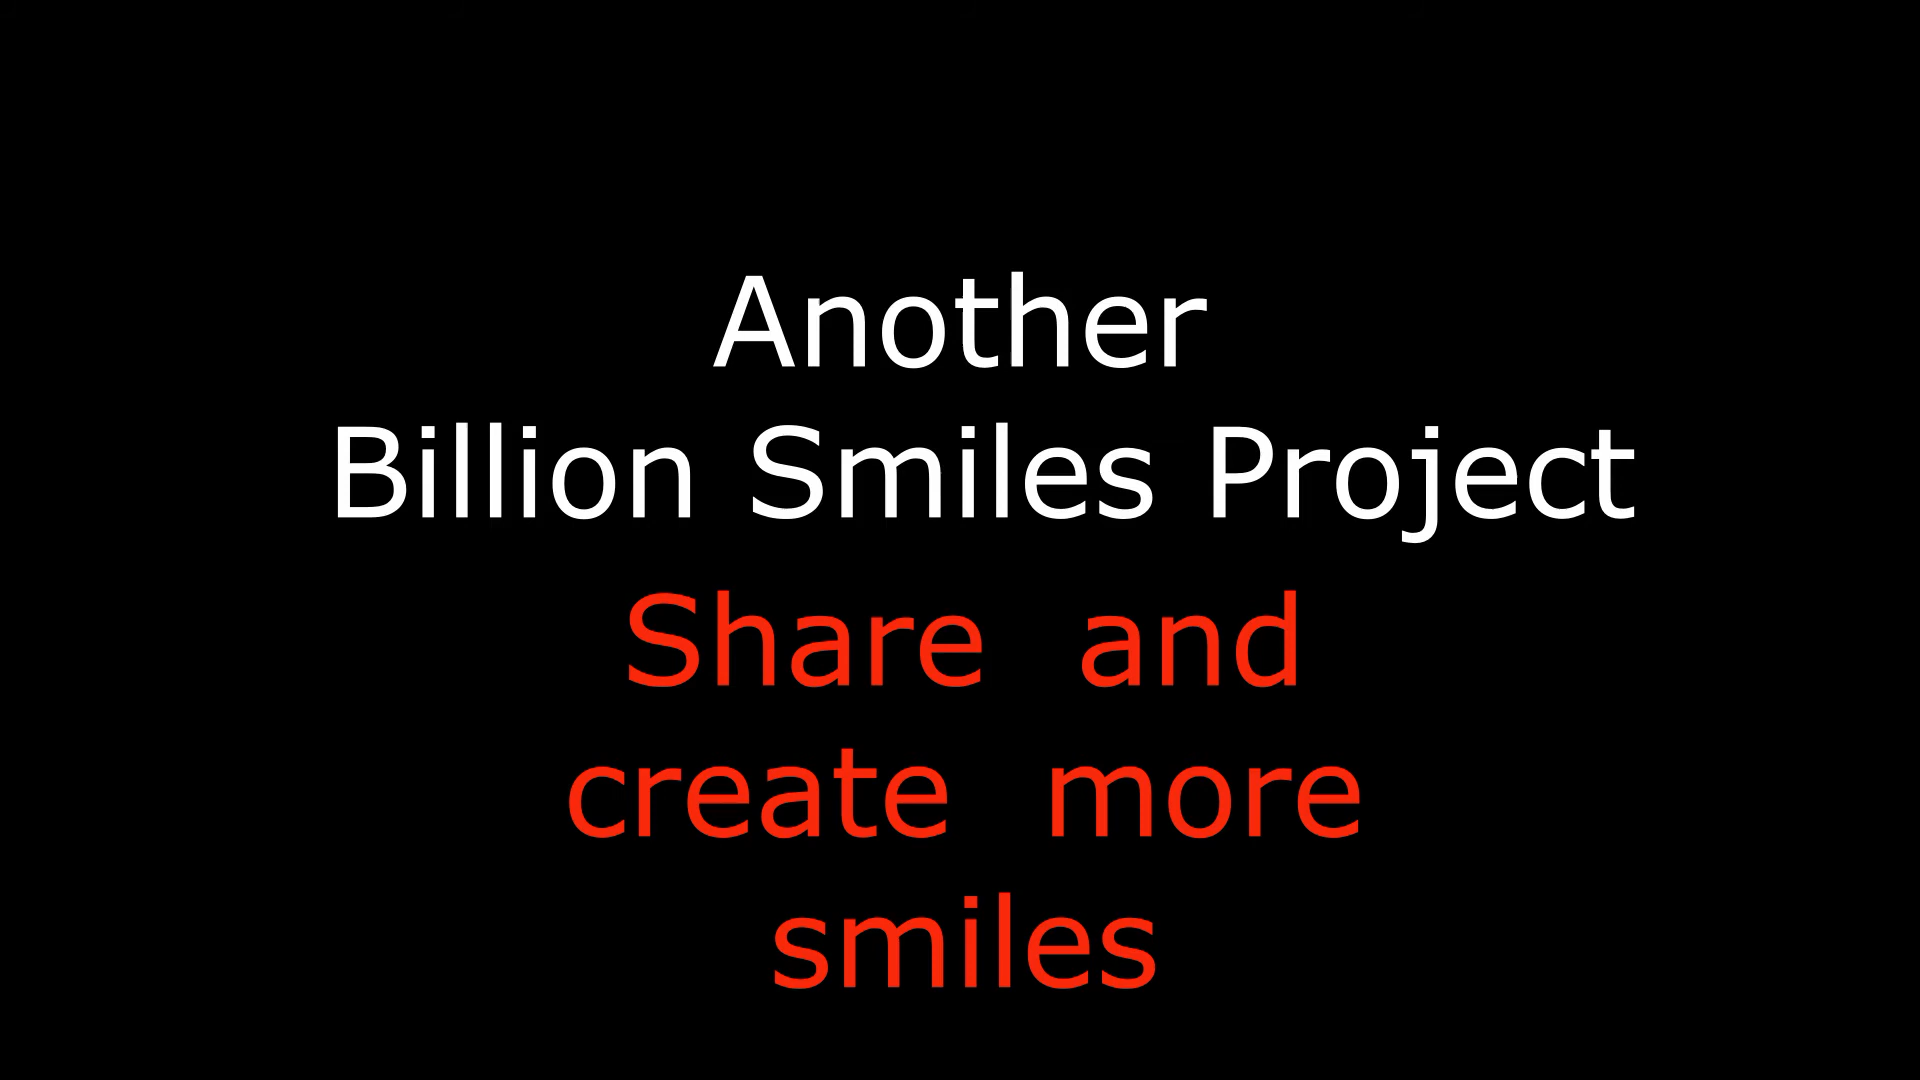 Another
Billion Smiles Project
Share and
create more
smiles